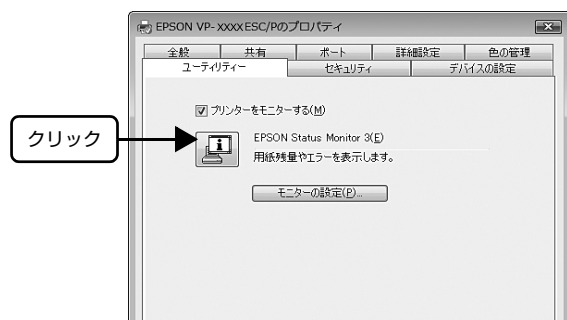 EPSON VP-xxxxESC/Pのプロパティ
全般 共有 ポート 詳細設定 色の管理
ユーティリティー セキュリティ デバイスの設定
プリンターをモニターする(M)
クリック
EPSON Status Monitor 3(E)
用紙残量やエラーを表示します。
モニターの設定(P)...